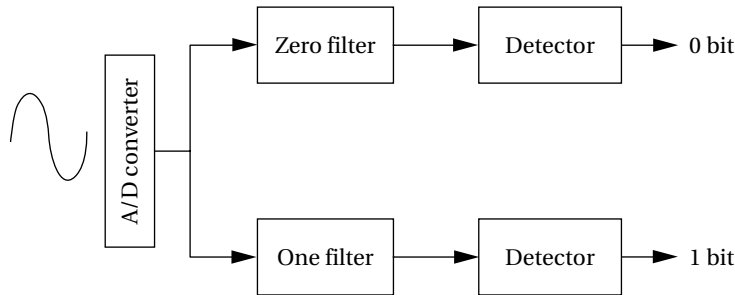 Zero filter
Detector
0 bit
A/D converter
One filter
Detector
1 bit